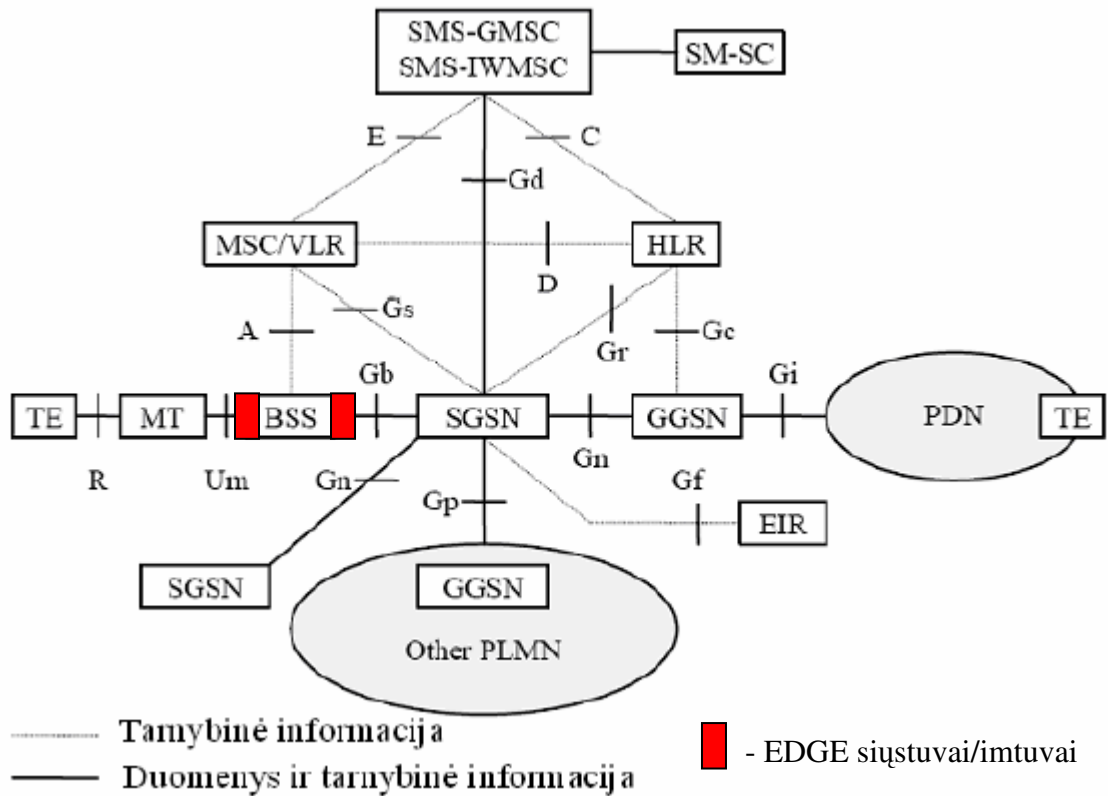 SMS-GMSC
SMS-IWMSC
SM-SC
E
C
Gd
MSC/VLR
HLR
D
A
Gs
Gr
Gc
Gb
Gi
TE
MT
BSS
SGSN
GGSN
PDN
TE
R
Um
Gn
Gn
Gf
Gp
EIR
SGSN
GGSN
Other PLMN
Tarnybinė informacija
Duomenys ir tarnybinė informacija
- EDGE siųstuvai/imtuvai